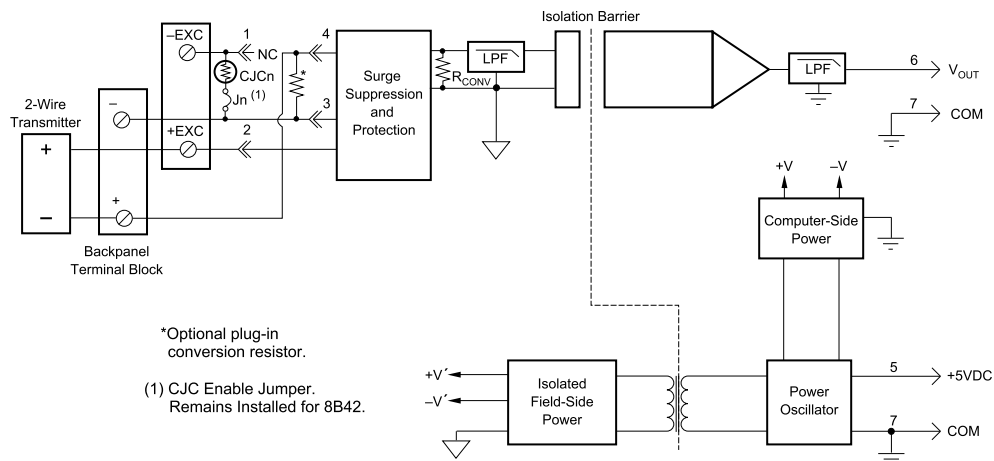 Isolation Barrier
–EXC
1
NC
4
CJCn
*
Jn (1)
3
+EXC
2
2-Wire
Transmitter
+
–
–
+
Backpanel
Terminal Block
Surge
Suppression
and
Protection
LPF
RCONV
LPF
6
VOUT
7
COM
+V
–V
Computer-Side
Power
*Optional plug-in
conversion resistor.
(1) CJC Enable Jumper.
Remains Installed for 8B42.
+V´
–V´
Isolated
Field-Side
Power
Power
Oscillator
5
+5VDC
7
COM